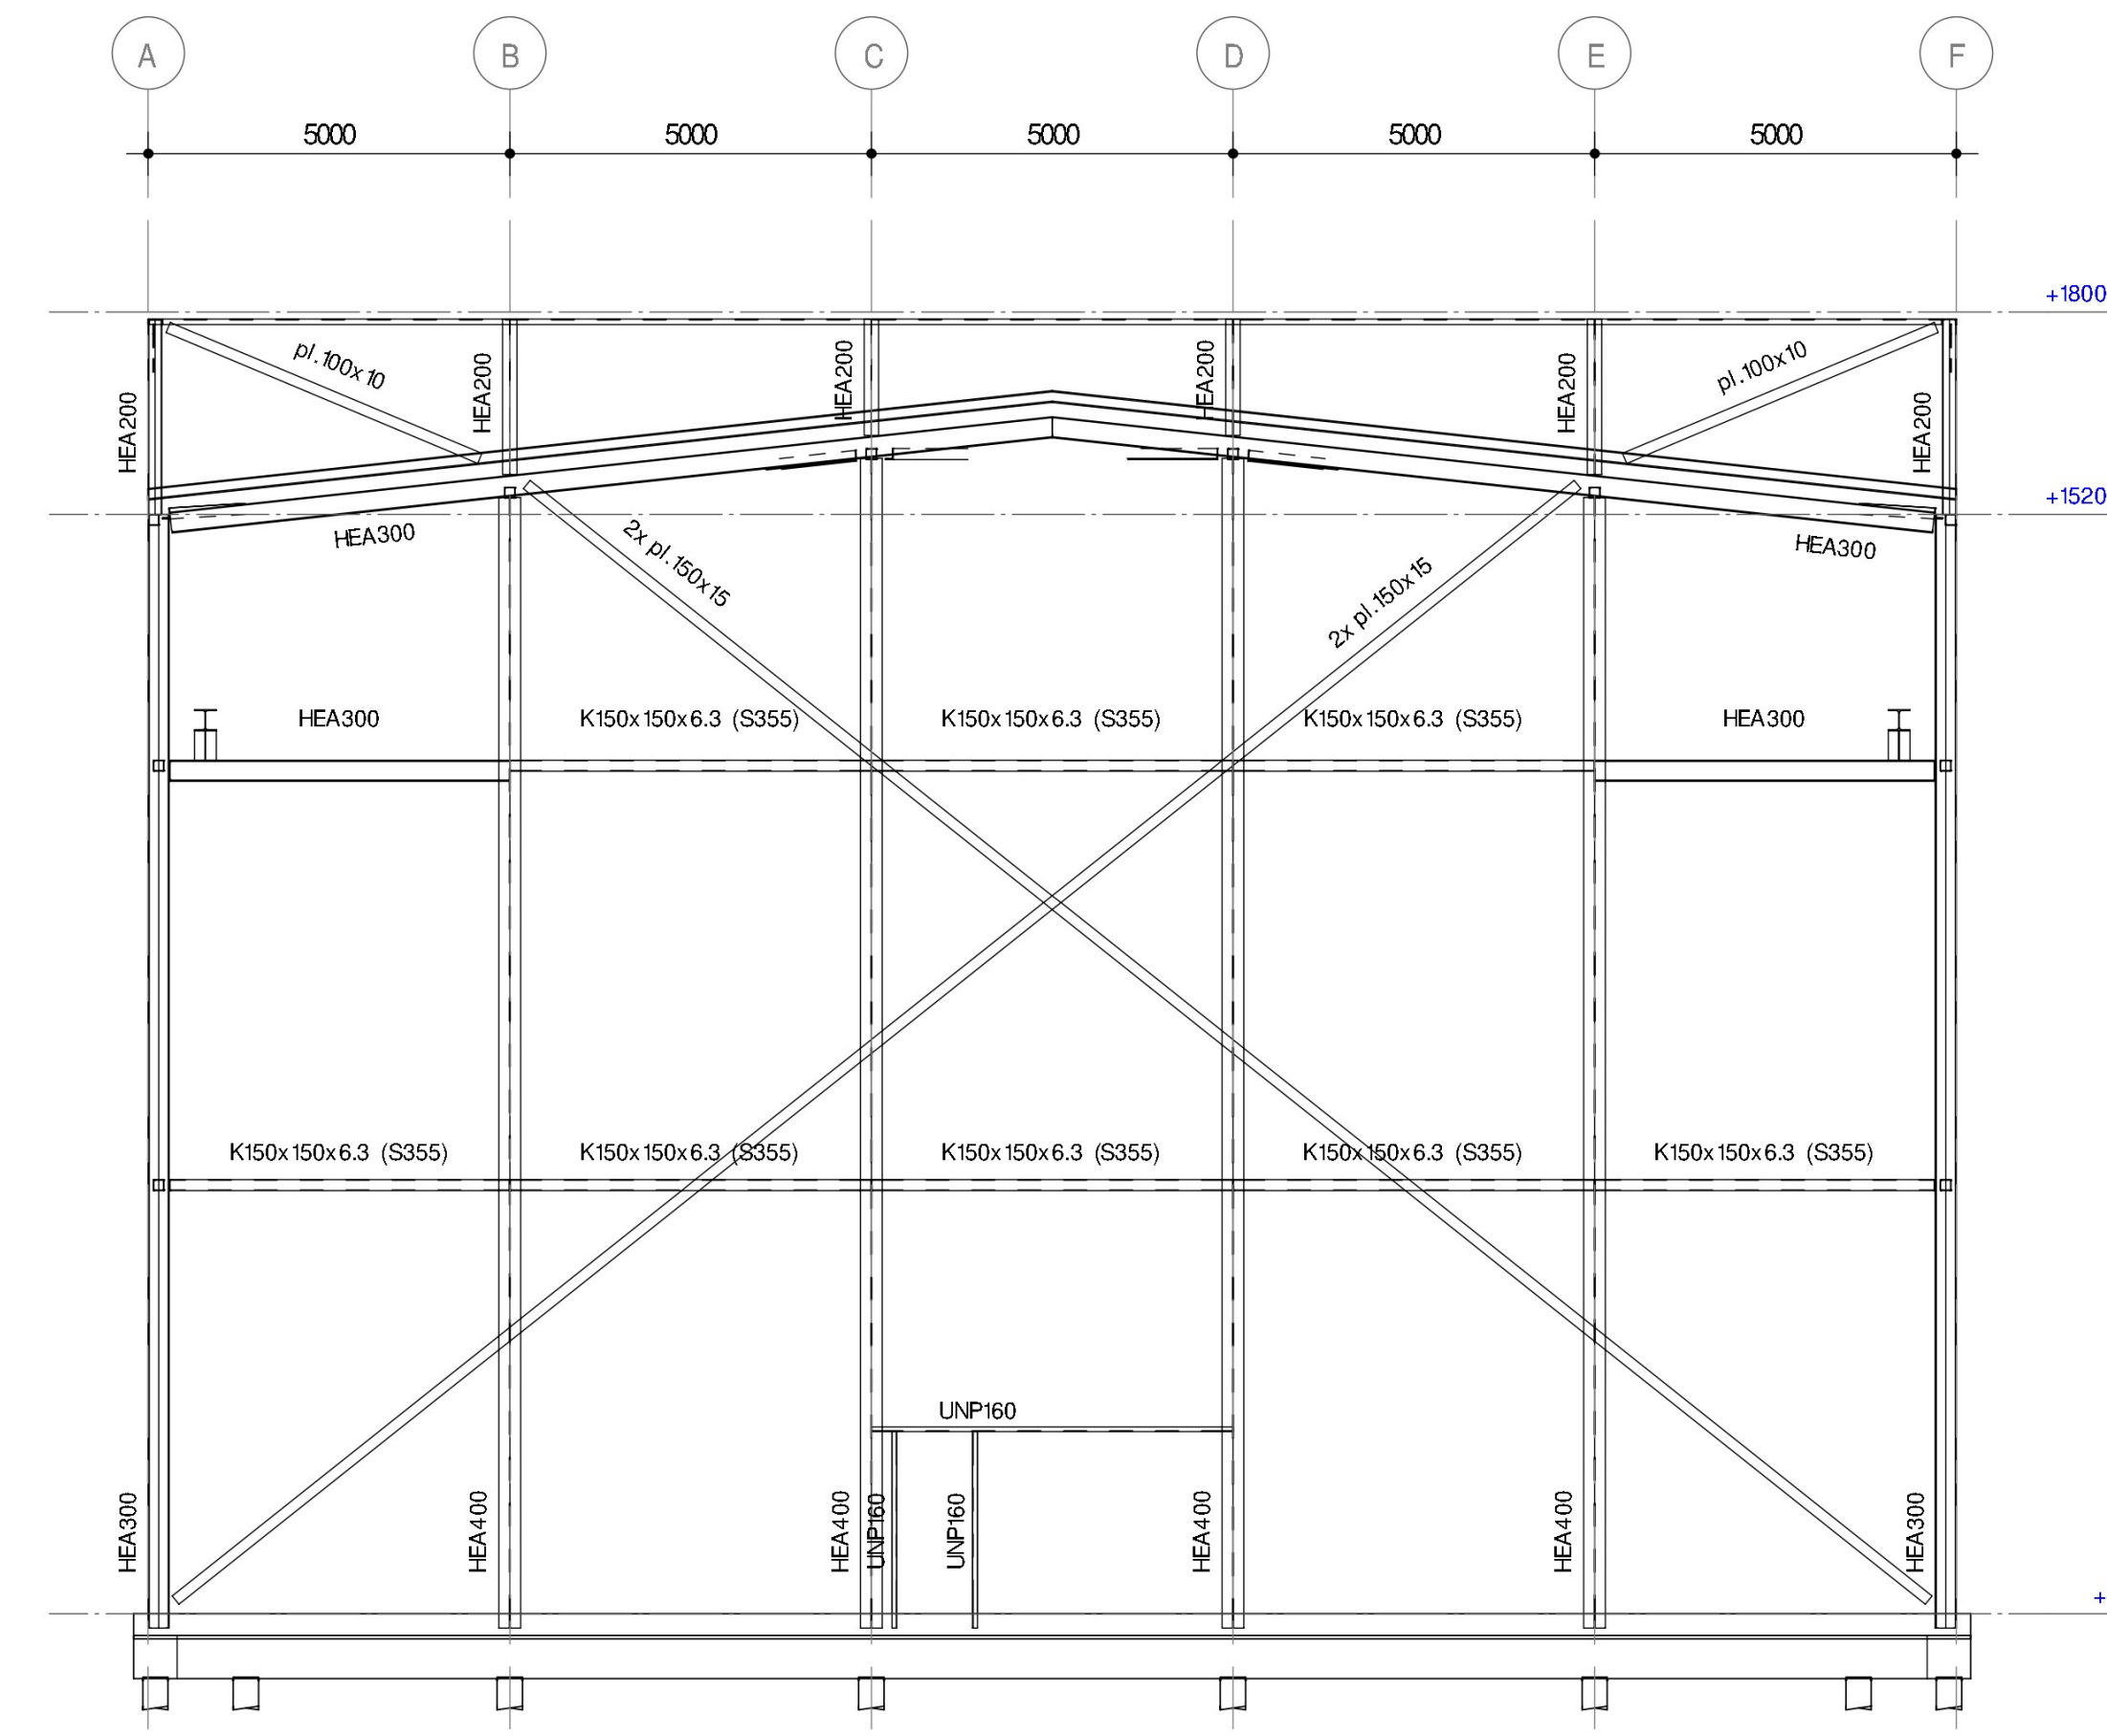 A B C D E F
5000 5000 5000 5000 5000
+1800
pl.100x10
pl.100x10
HEA200
HEA200
HEA200
HEA200
HEA200
HEA200
+1520
HEA300
HEA300
2x pl.150x15
2x pl.150x15
HEA300 K150x150x6.3 (S355) K150x150x6.3 (S355) K150x150x6.3 (S355) HEA300
K150x150x6.3 (S355) K150x150x6.3 (S355) K150x150x6.3 (S355) K150x150x6.3 (S355) K150x150x6.3 (S355)
UNP160
HEA300
HEA400
HEA400
UNP160
UNP160
HEA400
HEA400
HEA300
+